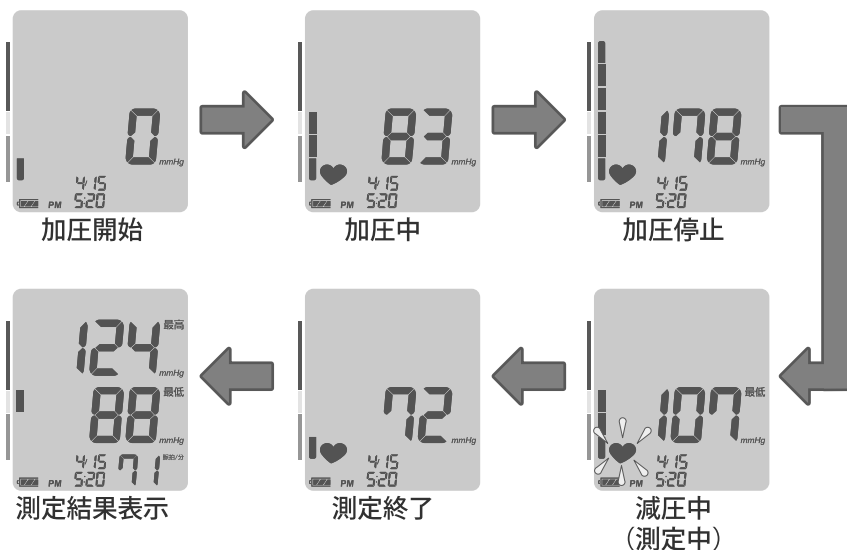 0
mmHg
4/15
PM 5:20
加圧開始
83
mmHg
4/15
PM 5:20
加圧中
178
mmHg
4/15
PM 5:20
加圧停止
107 最低
mmHg
4/15
PM 5:20
減圧中
（測定中）
72
mmHg
4/15
PM 5:20
測定終了
124 最高
mmHg
88 最低
mmHg
4/15 71 脈拍/分
PM 5:20
測定結果表示